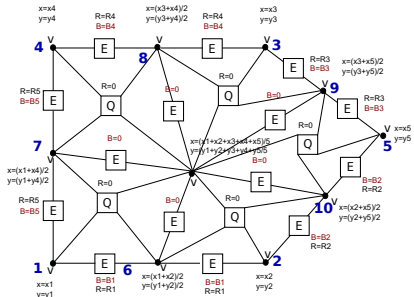 x=x4
y=y4
R=R4
B=B4
x=(x3+x4)/2
y=(y3+y4)/2
R=R4
B=B4
x=x3
y=y3
4
V
E
V
8
E
V
3
R=R3
B=B3
x=(x3+x5)/2
y=(y3+y5)/2
E
R=0
R=0
Q
Q
B=0
B=0
V
9
R=R5
B=B5
E
E
E
E
R=R3
B=B3
B=0
R=0
Q
V
5
x=x5
y=y5
x=(x1+x2+x3+x4+x5)/5
y=(y1+y2+y3+y4+y5/5
7
V
x=(x1+x4)/2
y=(y1+y4)/2
E
V
B=0
E
E
B=B2
R=R2
R=0
Q
B=0
R=0
Q
V
10
x=(x2+x5)/2
y=(y2+y5)/2
R=R5
B=B5
E
E
E
B=B2
R=R2
1
V
x=x1
y=y1
E
B=B1
R=R1
6
V
x=(x1+x2)/2
y=(y1+y2)/2
E
B=B1
R=R1
V
2
x=x2
y=y2